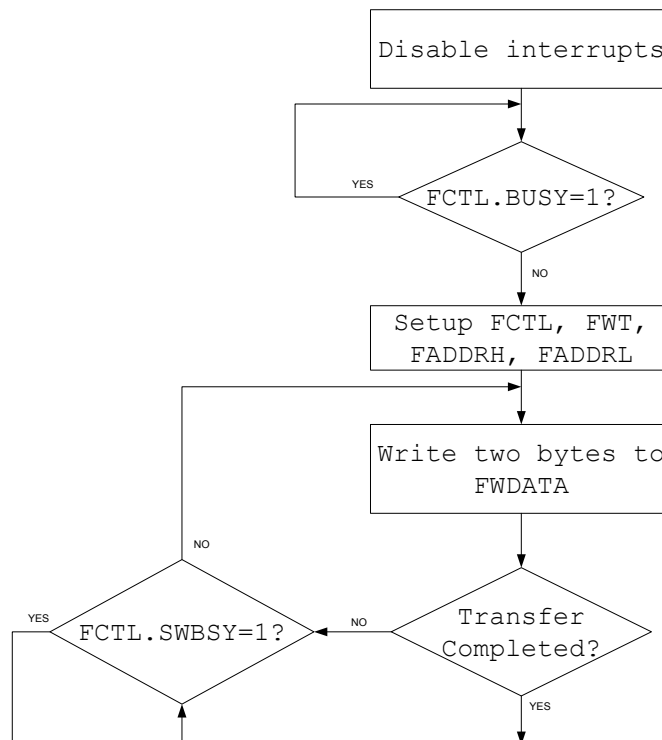 Disable interrupts
YES
FCTL.BUSY=1?
NO
Setup FCTL, FWT,
FADDRH, FADDRL
Write two bytes to
FWDATA
NO
YES
FCTL.SWBSY=1?
NO
Transfer
Completed?
YES